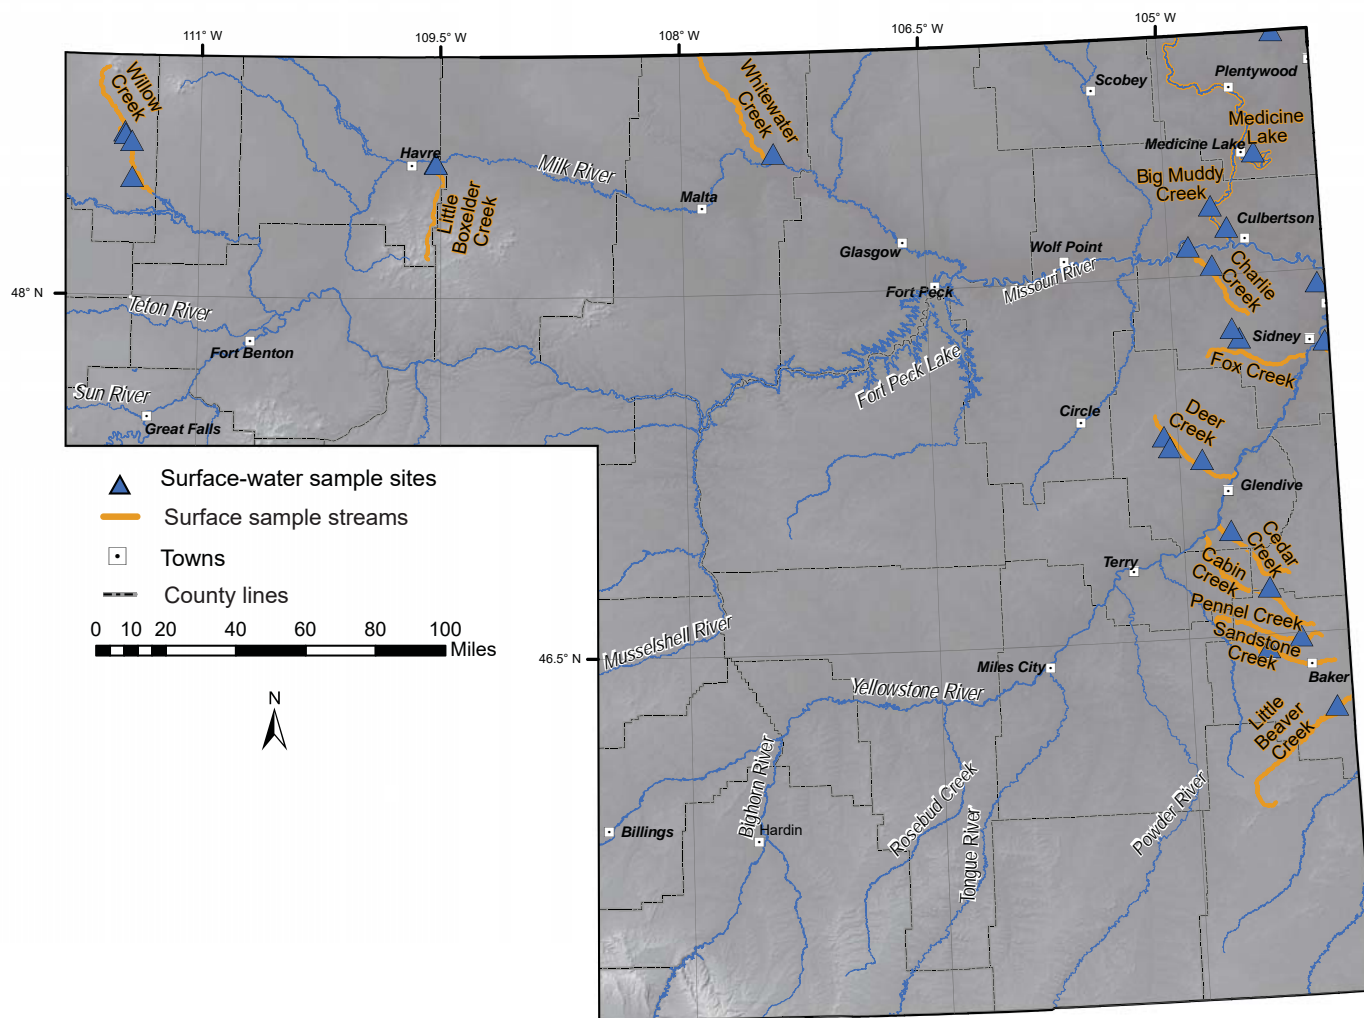 111° W
109.5° W
108° W
106.5° W
105° W
Willow
Creek
Whitewater
Creek
Scobey
Plentywood
Medicine
Lake
Medicine Lake
Havre
Milk River
Little
Boxelder
Creek
Malta
Big Muddy
Creek
Culbertson
Glasgow
Wolf Point
Charlie
Creek
48° N
Fort Peck
Missouri River
Teton River
Fort Benton
Sidney
Fox Creek
Fort Peck Lake
Sun River
Great Falls
Circle
Deer
Creek
Glendive
Surface-water sample sites
Surface sample streams
Towns
County lines
0 10 20 40 60 80 100
Miles
N
Cedar
Creek
Cabin
Creek
Terry
Pennel Creek
Sandstone
Creek
Musselshell River
46.5° N
Miles City
Baker
Yellowstone River
Little
Beaver
Creek
Bighorn River
Rosebud Creek
Tongue River
Powder River
Billings
Hardin